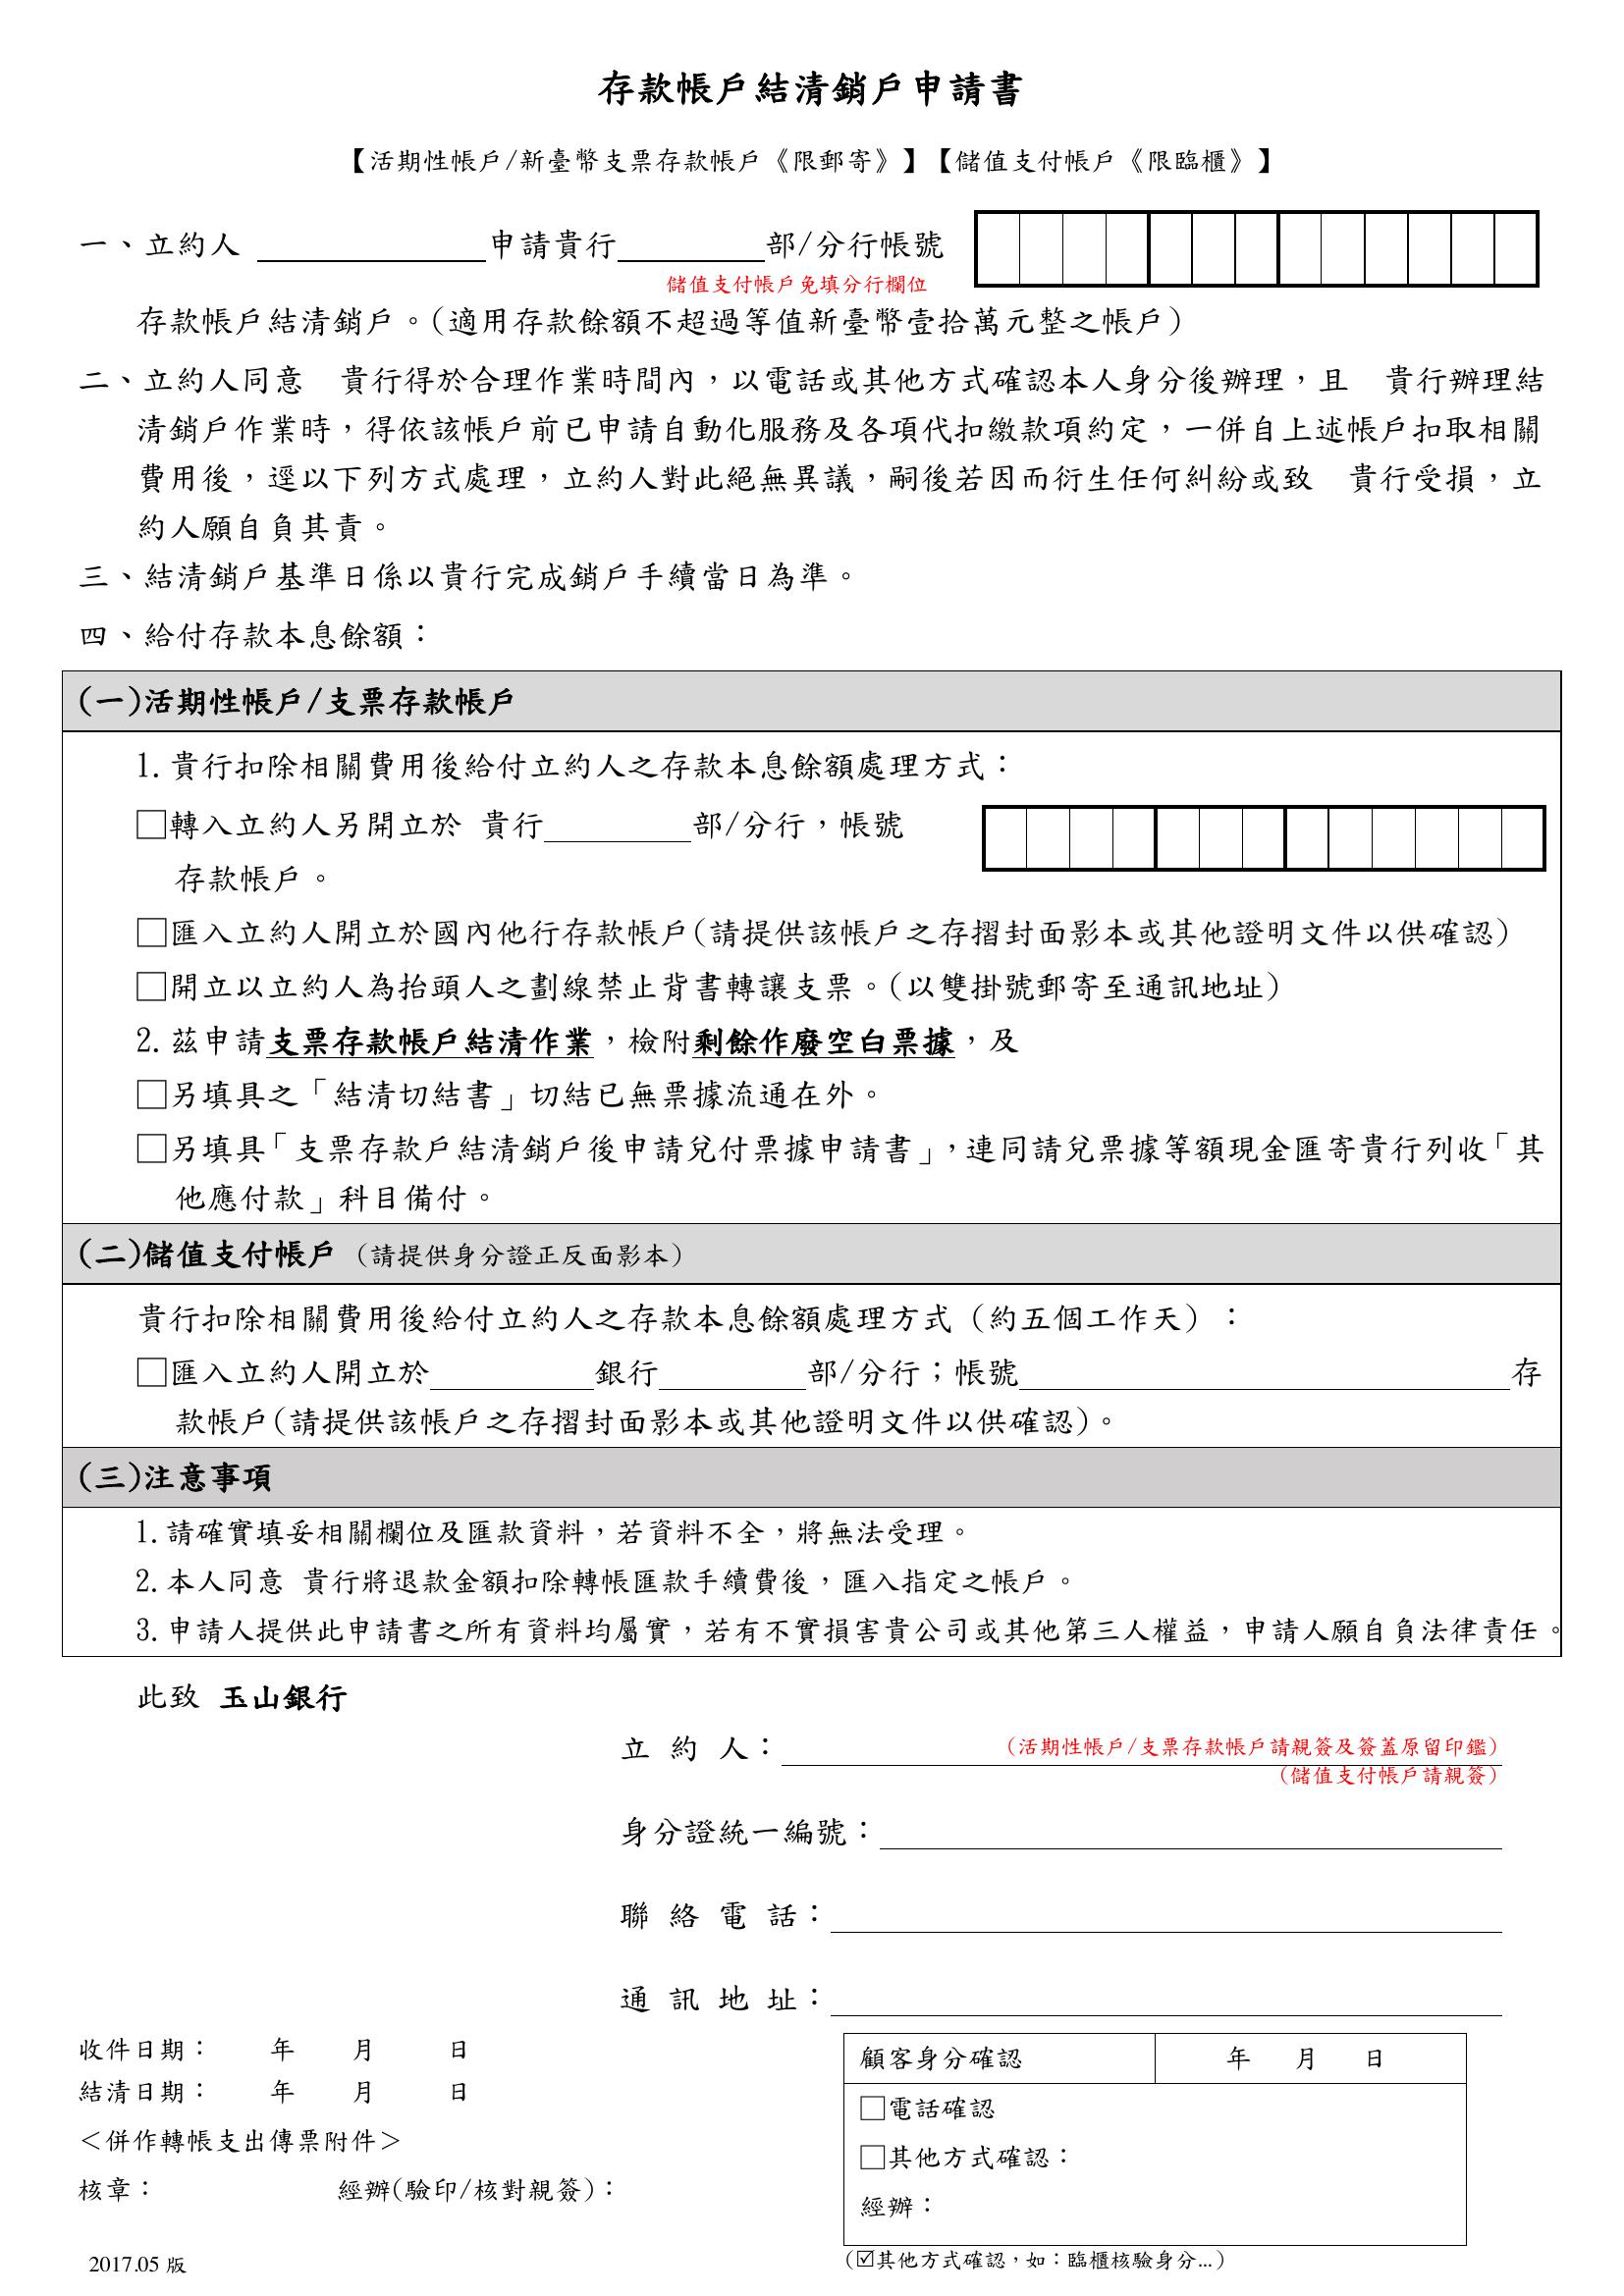 存款帳戶結清銷戶申請書
【活期性帳戶/新臺幣支票存款帳戶《限郵寄》】【儲值支付帳戶《限臨櫃》】
一、立約人 申請貴行 部/分行帳號
儲值支付帳戶免填分行欄位
存款帳戶結清銷戶。(適用存款餘額不超過等值新臺幣壹拾萬元整之帳戶)
二、立約人同意　貴行得於合理作業時間內，以電話或其他方式確認本人身分後辦理，且　貴行辦理結
清銷戶作業時，得依該帳戶前已申請自動化服務及各項代扣繳款項約定，一併自上述帳戶扣取相關
費用後，逕以下列方式處理，立約人對此絕無異議，嗣後若因而衍生任何糾紛或致　貴行受損，立
約人願自負其責。
三、結清銷戶基準日係以貴行完成銷戶手續當日為準。
四、給付存款本息餘額：
(一)活期性帳戶/支票存款帳戶
1.貴行扣除相關費用後給付立約人之存款本息餘額處理方式：
□轉入立約人另開立於 貴行 部/分行，帳號
存款帳戶。
□匯入立約人開立於國內他行存款帳戶(請提供該帳戶之存摺封面影本或其他證明文件以供確認)
□開立以立約人為抬頭人之劃線禁止背書轉讓支票。(以雙掛號郵寄至通訊地址)
2.茲申請支票存款帳戶結清作業，檢附剩餘作廢空白票據，及
□另填具之「結清切結書」切結已無票據流通在外。
□另填具「支票存款戶結清銷戶後申請兌付票據申請書」，連同請兌票據等額現金匯寄貴行列收「其
他應付款」科目備付。
(二)儲值支付帳戶（請提供身分證正反面影本）
貴行扣除相關費用後給付立約人之存款本息餘額處理方式（約五個工作天）：
□匯入立約人開立於 銀行 部/分行；帳號 存
款帳戶(請提供該帳戶之存摺封面影本或其他證明文件以供確認)。
(三)注意事項
1.請確實填妥相關欄位及匯款資料，若資料不全，將無法受理。
2.本人同意 貴行將退款金額扣除轉帳匯款手續費後，匯入指定之帳戶。
3.申請人提供此申請書之所有資料均屬實，若有不實損害貴公司或其他第三人權益，申請人願自負法律責任。
此致 玉山銀行
立 約 人：（活期性帳戶/支票存款帳戶請親簽及簽蓋原留印鑑）
（儲值支付帳戶請親簽）
身分證統一編號：
聯 絡 電 話：
通 訊 地 址：
收件日期： 年 月 日
結清日期： 年 月 日
＜併作轉帳支出傳票附件＞
核章： 經辦(驗印/核對親簽)：
2017.05 版
顧客身分確認 年 月 日
□電話確認
□其他方式確認：
經辦：
（☑其他方式確認，如：臨櫃核驗身分...）